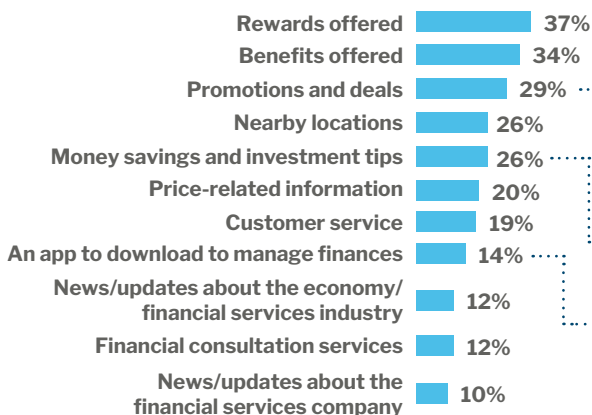 Rewards offered 37%
Benefits offered 34%
Promotions and deals 29%
Nearby locations 26%
Money savings and investment tips 26%
Price-related information 20%
Customer service 19%
An app to download to manage finances 14%
News/updates about the economy/
financial services industry 12%
Financial consultation services 12%
News/updates about the
financial services company 10%